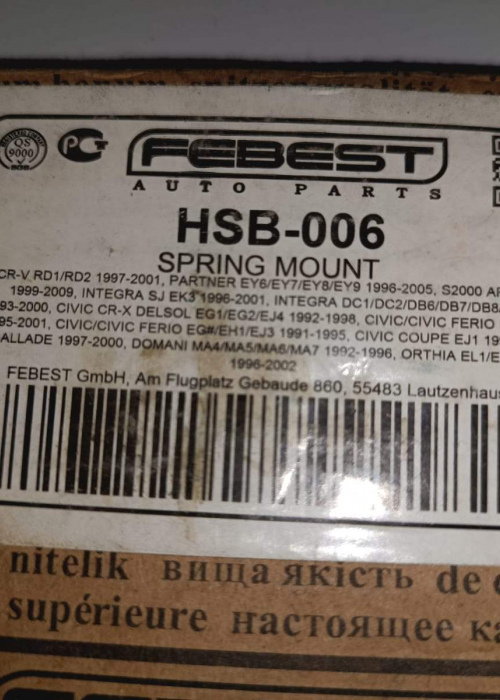 QS
9000
FEBEST
AUTO PARTS
HSB-006
SPRING MOUNT
CR-V RD1/RD2 1997-2001, PARTNER EY6/EY7/EY8/EY9 1996-2005, S2000
1999-2009, INTEGRA SJ EK3 1996-2001, INTEGRA DC1/DC2/DB6/DB7/DB8/
93-2000, CIVIC CR-X DELSOL EG1/EG2/EJ4 1992-1998, CIVIC/CIVIC FERIO
95-2001, CIVIC/CIVIC FERIO EG#/EH1/EJ3 1991-1995, CIVIC COUPE EJ1
ALLADE 1997-2000, DOMANI MA4/MA5/MA6/MA7 1992-1996, ORTHIA EL1/
1996-2002
FEBEST GmbH, Am Flugplatz Gebaude 860, 55483 Lautzenhaus
nitelik вища якість de
supérieure настоящее ка